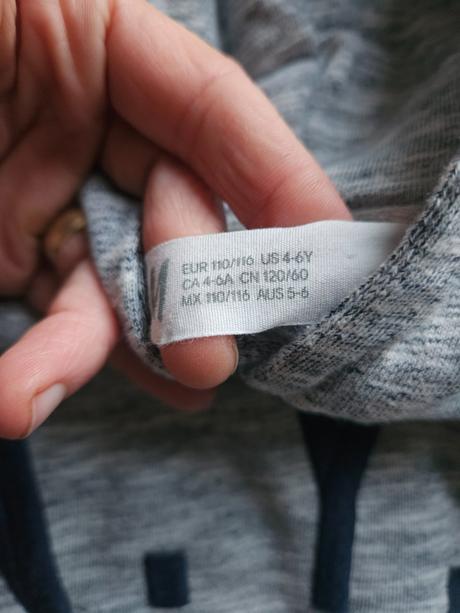 EUR 110/116 US 4-6Y
CA 4-6A CN 120/60
MX 110/116 AUS 5-6